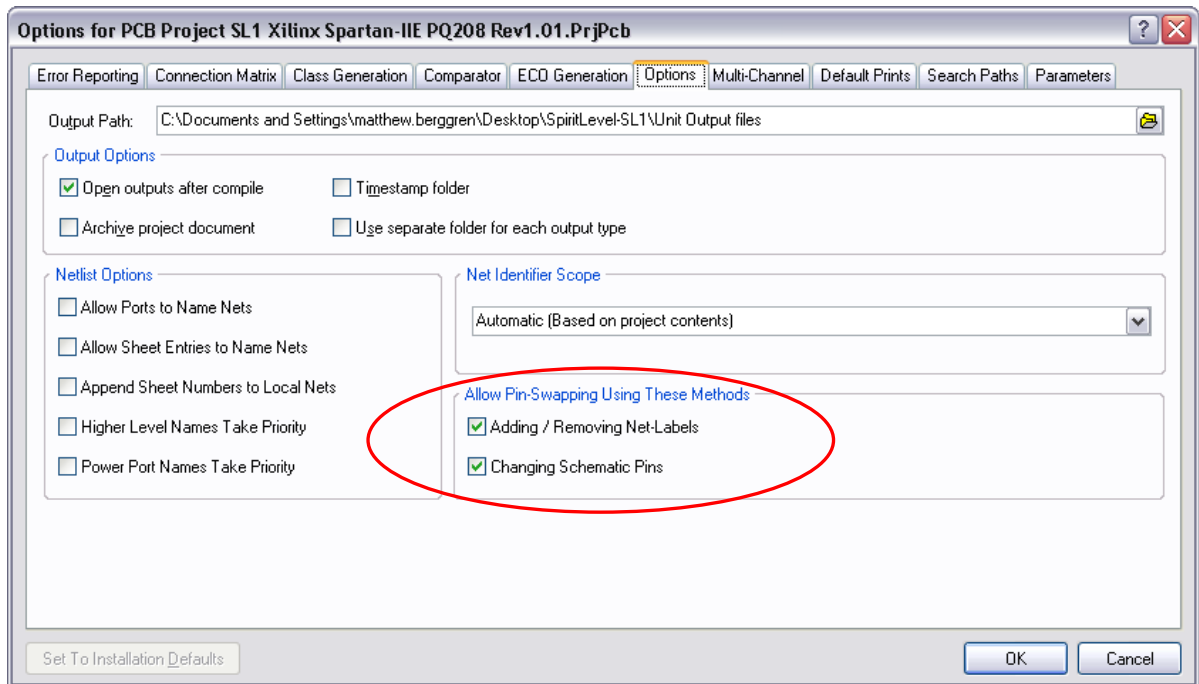 Options for PCB Project SL1 Xilinx Spartan-IIE PQ208 Rev1.01.PrjPcb
Error Reporting Connection Matrix Class Generation Comparator ECO Generation Options Multi-Channel Default Prints Search Paths Parameters
Output Path: C:\Documents and Settings\matthew.berggren\Desktop\SpiritLevel-SL1\Unit Output files
Output Options
Open outputs after compile Timestamp folder
Archive project document Use separate folder for each output type
Netlist Options
Allow Ports to Name Nets
Allow Sheet Entries to Name Nets
Append Sheet Numbers to Local Nets
Higher Level Names Take Priority
Power Port Names Take Priority
Net Identifier Scope
Automatic (Based on project contents)
Allow Pin-Swapping Using These Methods
Adding / Removing Net-Labels
Changing Schematic Pins
Set To Installation Defaults OK Cancel